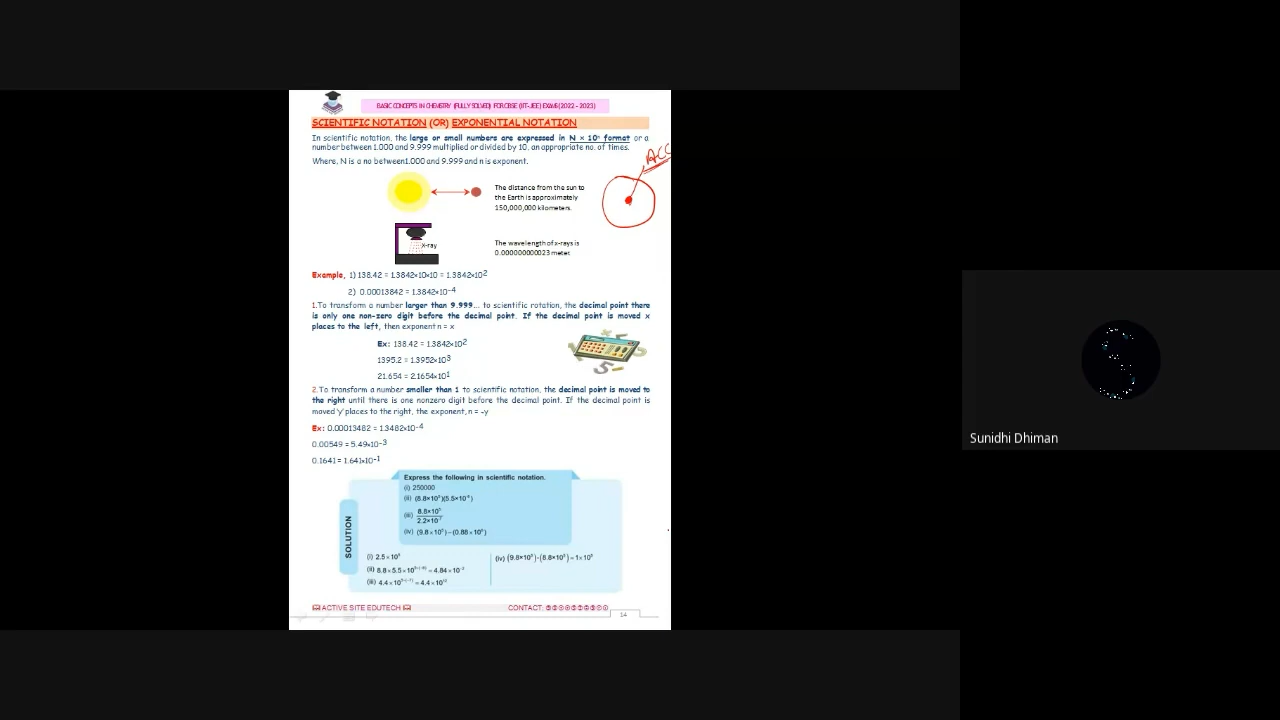 BASIC CONCEPTS IN CHEMISTRY (FULLY SOLVED) FOR CBSE (IIT-JEE) EXAMS (2022 - 2023)
SCIENTIFIC NOTATION (OR) EXPONENTIAL NOTATION
In scientific notation, the large or small numbers are expressed in N × 10ⁿ format or a
number between 1.000 and 9.999 multiplied or divided by 10, an appropriate no. of times.
Where, N is a no between1.000 and 9.999 and n is exponent.
ACC
The distance from the sun to
the Earth is approximately
150,000,000 kilometers.
X-ray
The wavelength of x-rays is
0.000000000023 meter.
Example, 1) 138.42 = 1.3842×10×10 = 1.3842×10²
2) 0.00013842 = 1.3842×10⁻⁴
1.To transform a number larger than 9.999... to scientific rotation, the decimal point there
is only one non-zero digit before the decimal point. If the decimal point is moved x
places to the left, then exponent n = x
Ex: 138.42 = 1.3842×10²
1395.2 = 1.3952×10³
21.654 = 2.1654×10¹
2.To transform a number smaller than 1 to scientific notation, the decimal point is moved to
the right until there is one nonzero digit before the decimal point. If the decimal point is
moved 'y' places to the right, the exponent, n = -y
Ex: 0.00013482 = 1.3482×10⁻⁴
0.00549 = 5.49×10⁻³
0.1641 = 1.641×10⁻¹
Express the following in scientific notation.
(i) 250000
SOLUTION
ACTIVE SITE EDUTECH
CONTACT:
14
Sunidhi Dhiman